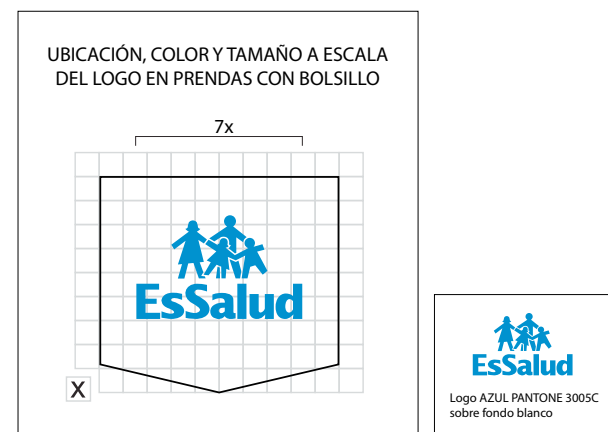 UBICACIÓN, COLOR Y TAMAÑO A ESCALA
DEL LOGO EN PRENDAS CON BOLSILLO
7x
EsSalud
X
EsSalud
Logo AZUL PANTONE 3005C
sobre fondo blanco